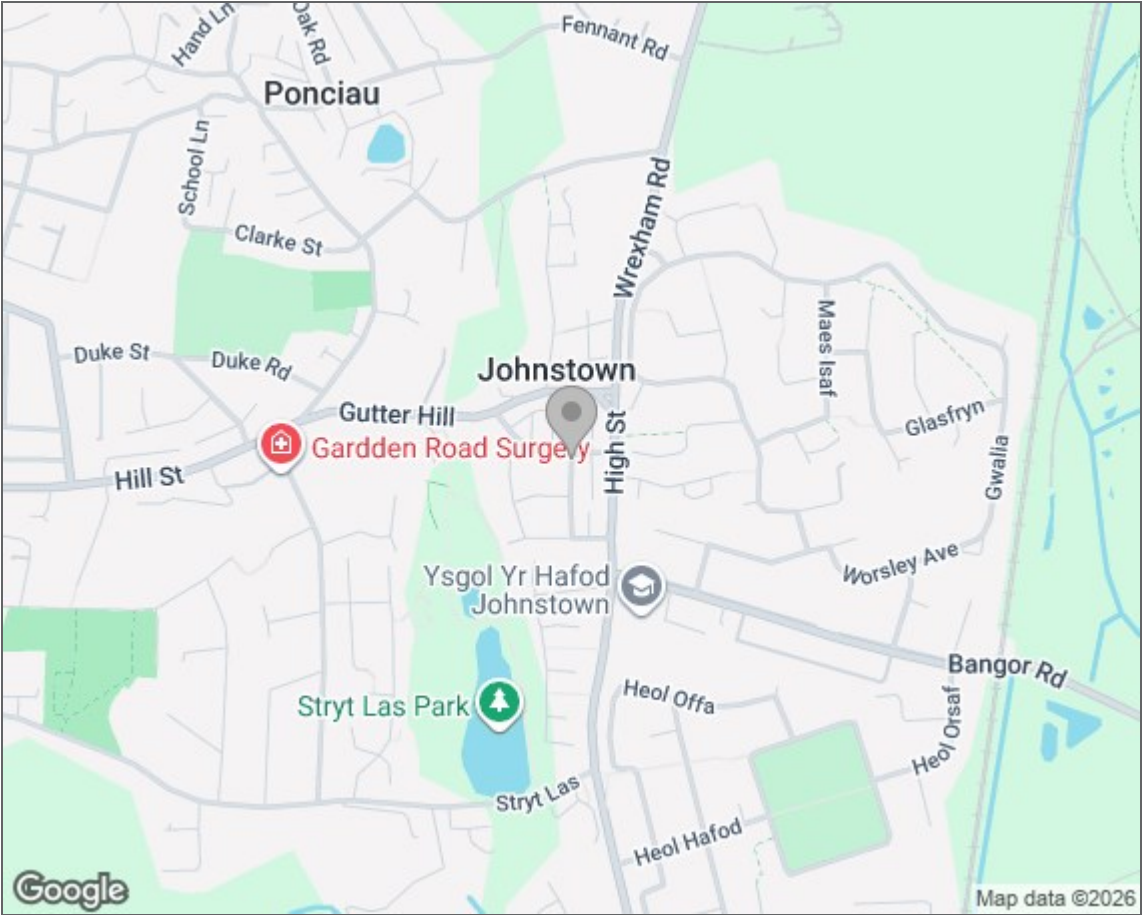 Hand Ln
Oak Rd
Fennant Rd
Ponciau
School Ln
Clarke St
Wrexham Rd
Maes Isaf
Duke St
Duke Rd
Johnstown
Gutter Hill
Glasfryn
Gardden Road Surgery
High St
Hill St
Gwalia
Worsley Ave
Ysgol Yr Hafod
Johnstown
Bangor Rd
Heol Offa
Stryt Las Park
Heol Orsaf
Stryt Las
Heol Hafod
Google
Map data ©2026